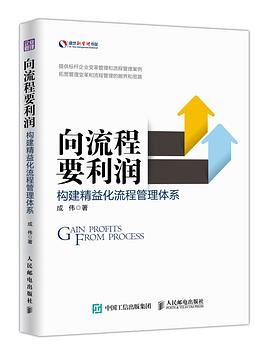 提供标杆企业变革管理和流程管理案例
拓宽管理变革和流程管理的眼界和思路
向流程
要利润
构建精益化流程管理体系
成 伟◎著
GAIN PROFITS
FROM PROCESS
中国工信出版集团
人民邮电出版社
向流程要利润
构建精益化流程管理体系
成伟◎著
人民邮电出版社